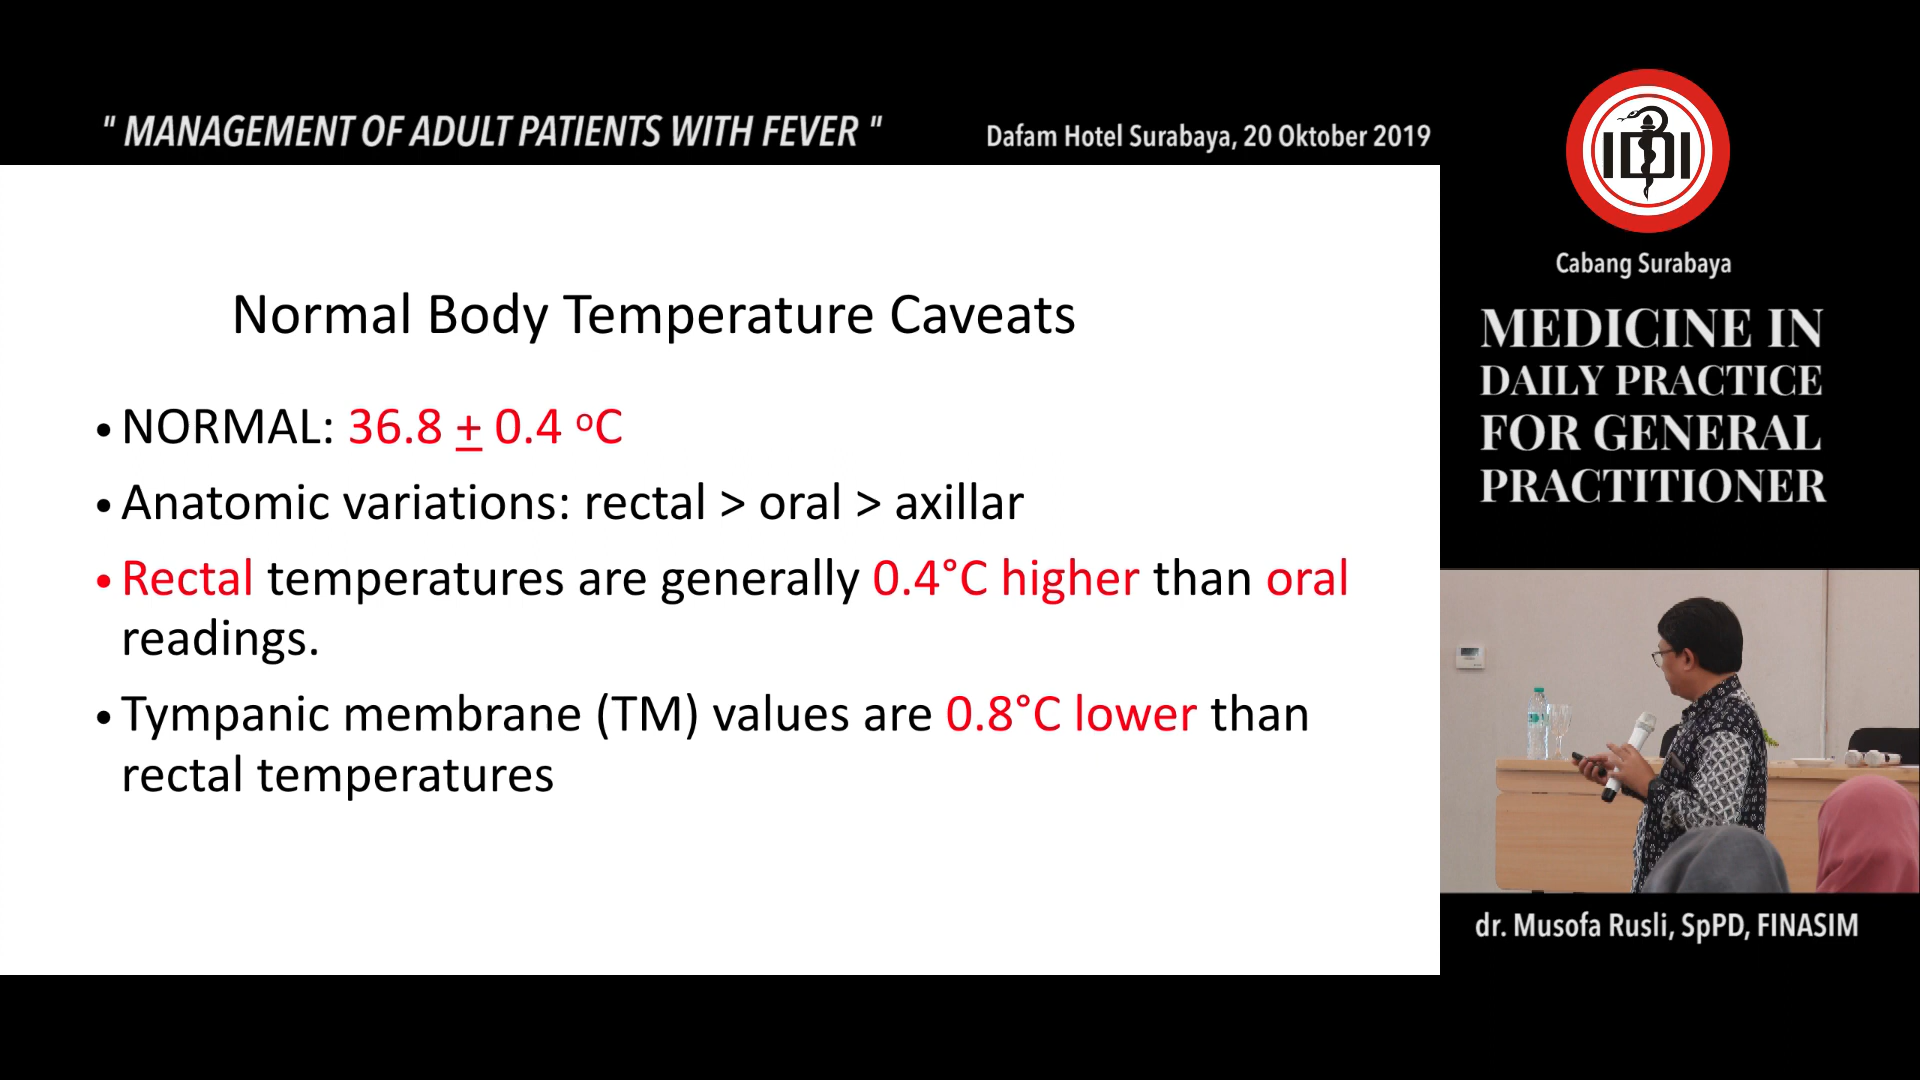 " MANAGEMENT OF ADULT PATIENTS WITH FEVER "
Dafam Hotel Surabaya, 20 Oktober 2019
Normal Body Temperature Caveats
• NORMAL: 36.8 ± 0.4 ºC
• Anatomic variations: rectal > oral > axillar
• Rectal temperatures are generally 0.4°C higher than oral
readings.
• Tympanic membrane (TM) values are 0.8°C lower than
rectal temperatures
IDI
Cabang Surabaya
MEDICINE IN
DAILY PRACTICE
FOR GENERAL
PRACTITIONER
dr. Musofa Rusli, SpPD, FINASIM